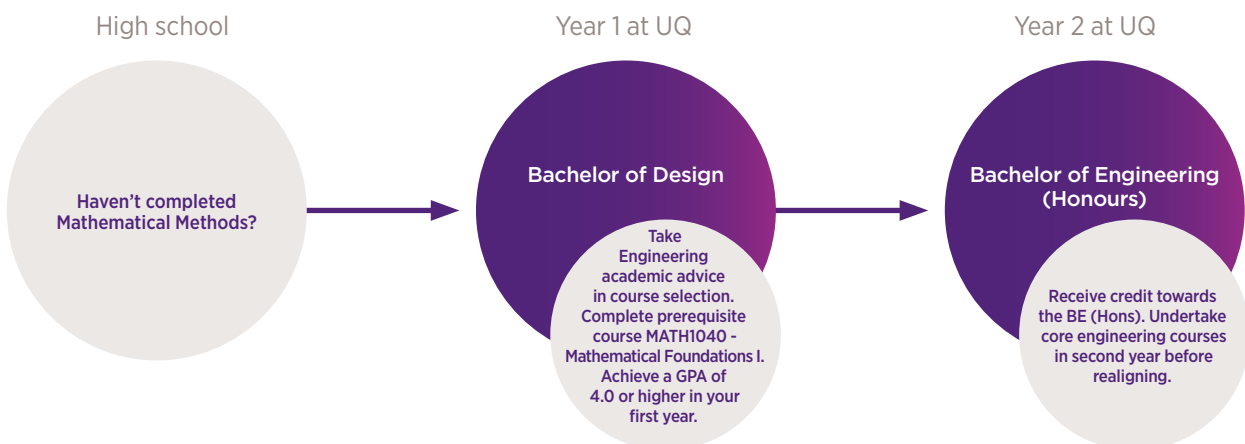 High school
Year 1 at UQ
Year 2 at UQ
Haven’t completed
Mathematical Methods?
Bachelor of Design
Take
Engineering
academic advice
in course selection.
Complete prerequisite
course MATH1040 -
Mathematical Foundations I.
Achieve a GPA of
4.0 or higher in your
first year.
Bachelor of Engineering
(Honours)
Receive credit towards
the BE (Hons). Undertake
core engineering courses
in second year before
realigning.